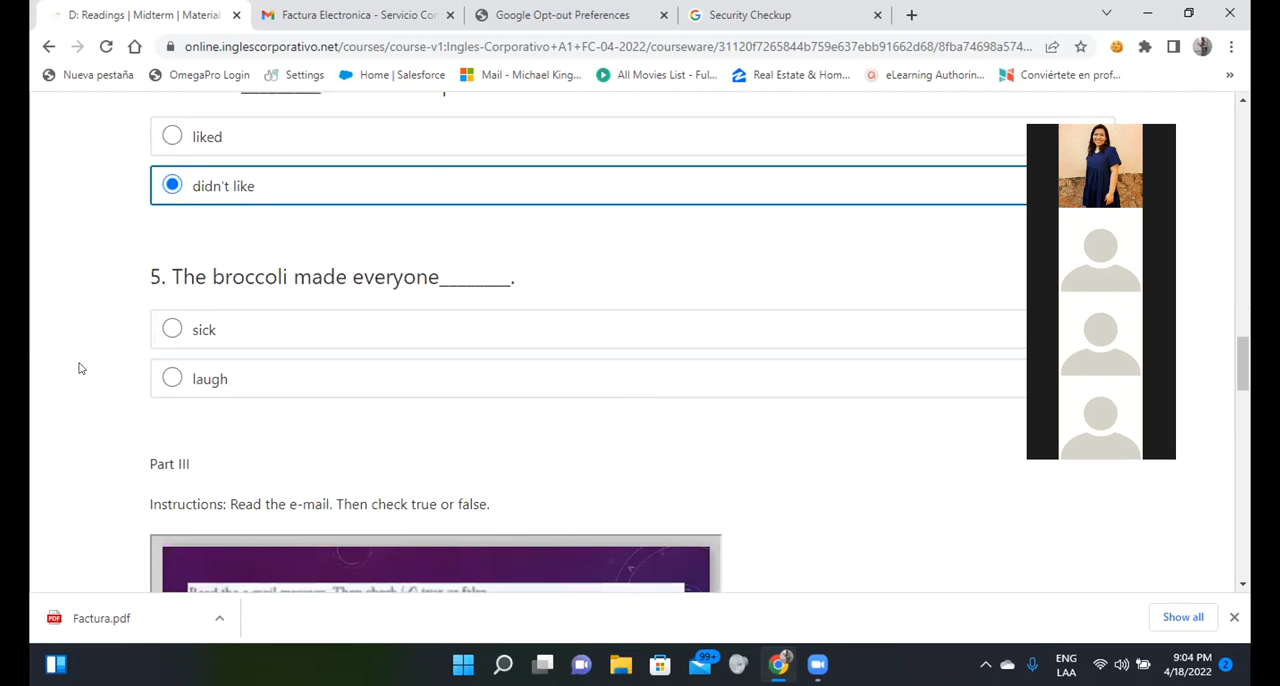 D: Readings | Midterm | Material
Factura Electronica - Servicio Cor
Google Opt-out Preferences
Security Checkup
online.inglescorporativo.net/courses/course-v1:Ingles-Corporativo+A1+FC-04-2022/courseware/31120f7265844b759e637ebb91662d68/8fba74698a574...
Nueva pestaña
OmegaPro Login
Settings
Home | Salesforce
Mail - Michael King...
All Movies List - Ful...
Real Estate & Hom...
eLearning Authorin...
Conviértete en prof...
»
liked
didn't like
5. The broccoli made everyone________.
sick
laugh
Part III
Instructions: Read the e-mail. Then check true or false.
Factura.pdf
Show all
99+
ENG
LAA
9:04 PM
4/18/2022
2